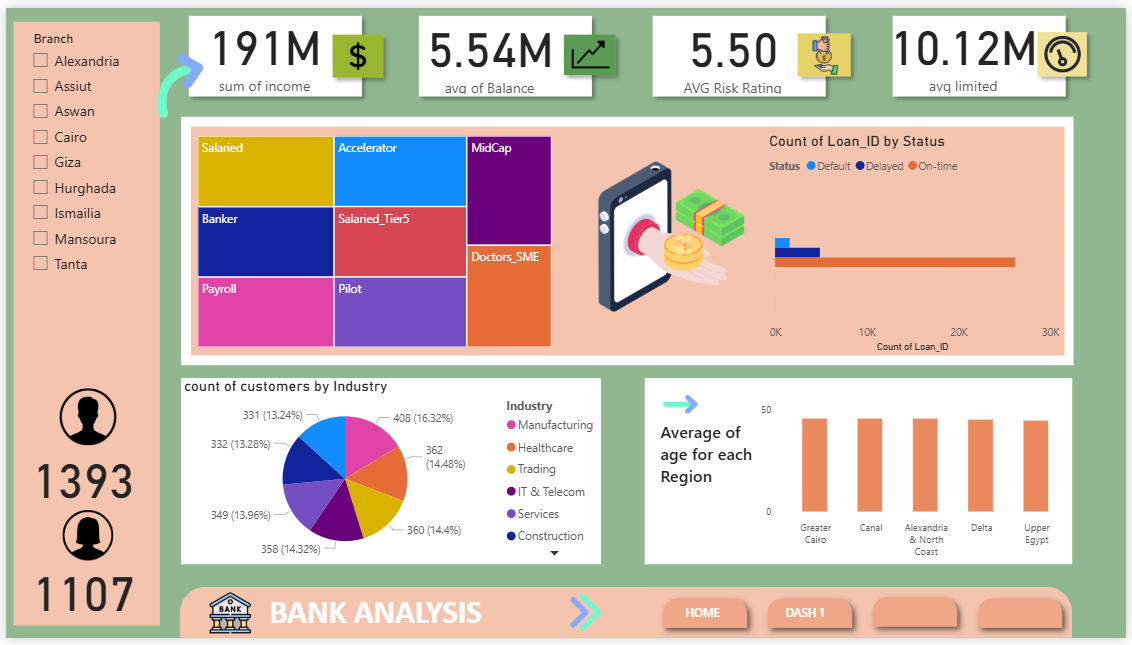 Branch
Alexandria
Assiut
Aswan
Cairo
Giza
Hurghada
Ismailia
Mansoura
Tanta
1393
1107
191M
sum of income
$
5.54M
avg of Balance
5.50
AVG Risk Rating
10.12M
avg limited
Salaried
Accelerator
MidCap
Banker
Salaried_Tier5
Doctors_SME
Payroll
Pilot
Count of Loan_ID by Status
Status Default Delayed On-time
0K 10K 20K 30K
Count of Loan_ID
count of customers by Industry
331 (13.24%)
408 (16.32%)
332 (13.28%)
362
(14.48%)
349 (13.96%)
360 (14.4%)
358 (14.32%)
Industry
Manufacturing
Healthcare
Trading
IT & Telecom
Services
Construction
Average of
age for each
Region
50
0
Greater
Cairo
Canal
Alexandria
& North
Coast
Delta
Upper
Egypt
BANK
BANK ANALYSIS
HOME
DASH 1